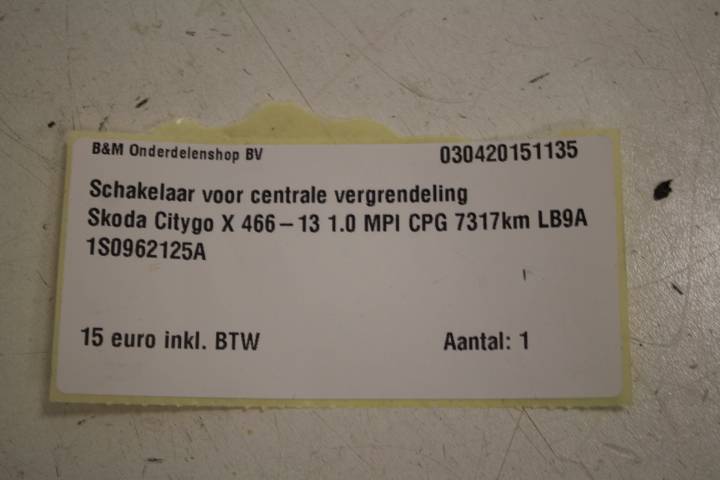 B&M Onderdelenshop BV 030420151135
Schakelaar voor centrale vergrendeling
Skoda Citygo X 466-13 1.0 MPI CPG 7317km LB9A
1S0962125A
15 euro inkl. BTW Aantal: 1